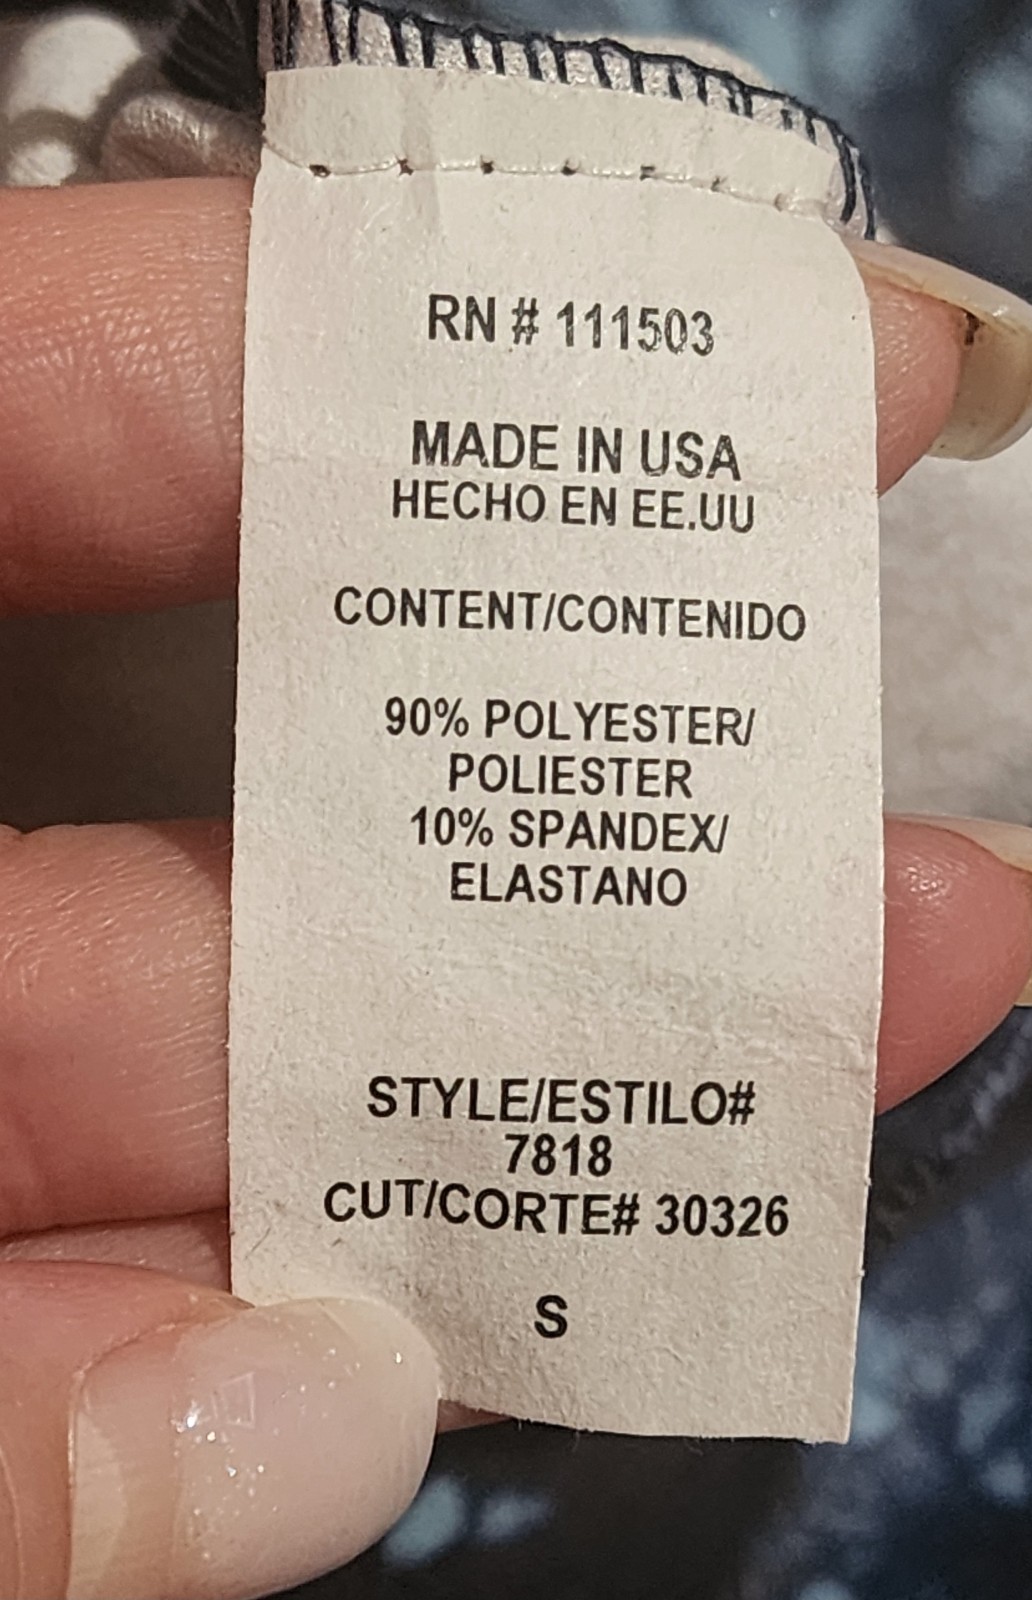 RN # 111503
MADE IN USA
HECHO EN EE.UU
CONTENT/CONTENIDO
90% POLYESTER/
POLIESTER
10% SPANDEX/
ELASTANO
STYLE/ESTILO#
7818
CUT/CORTE# 30326
S